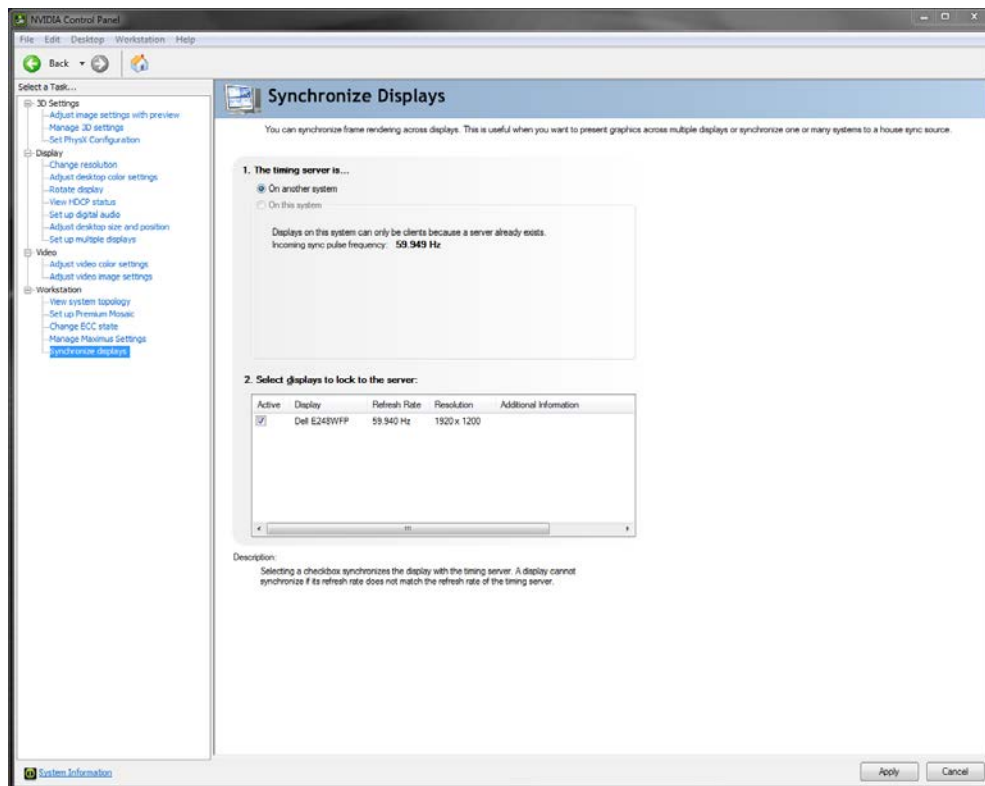 NVIDIA Control Panel
File Edit Desktop Workstation Help
Back
Select a Task...
3D Settings
Adjust image settings with preview
Manage 3D settings
Set PhysX Configuration
Display
Change resolution
Adjust desktop color settings
Rotate display
View HDCP status
Set up digital audio
Adjust desktop size and position
Set up multiple displays
Video
Adjust video color settings
Adjust video image settings
Workstation
View system topology
Set up Premium Mosaic
Change ECC state
Manage Maximus Settings
Synchronize displays
System Information
Synchronize Displays
You can synchronize frame rendering across displays. This is useful when you want to present graphics across multiple displays or synchronize one or many systems to a house sync source.
1. The timing server is...
On another system
On this system
Displays on this system can only be clients because a server already exists.
Incoming sync pulse frequency: 59.949 Hz
2. Select displays to lock to the server:
Active Display Refresh Rate Resolution Additional Information
Dell E248WFP 59.940 Hz 1920 x 1200
Description:
Selecting a checkbox synchronizes the display with the timing server. A display cannot
synchronize if its refresh rate does not match the refresh rate of the timing server.
Apply Cancel